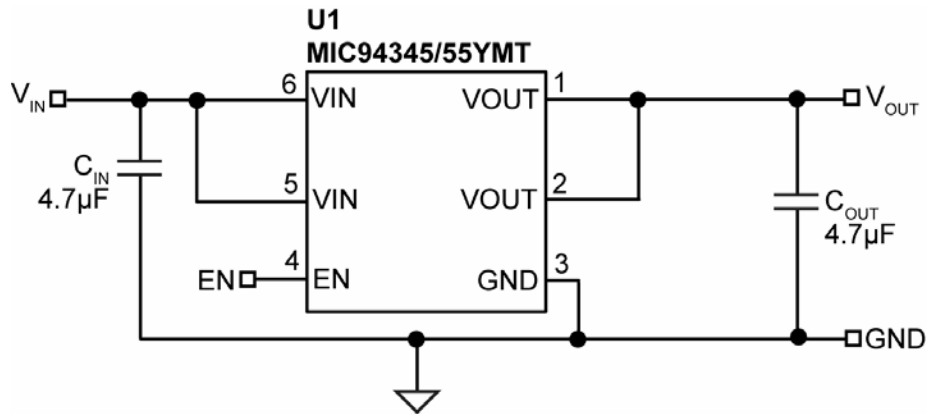 U1
MIC94345/55YMT
VIN
6 VIN
VOUT 1
VOUT
CIN
4.7µF
5 VIN
VOUT 2
COUT
4.7µF
EN
4 EN
GND 3
GND